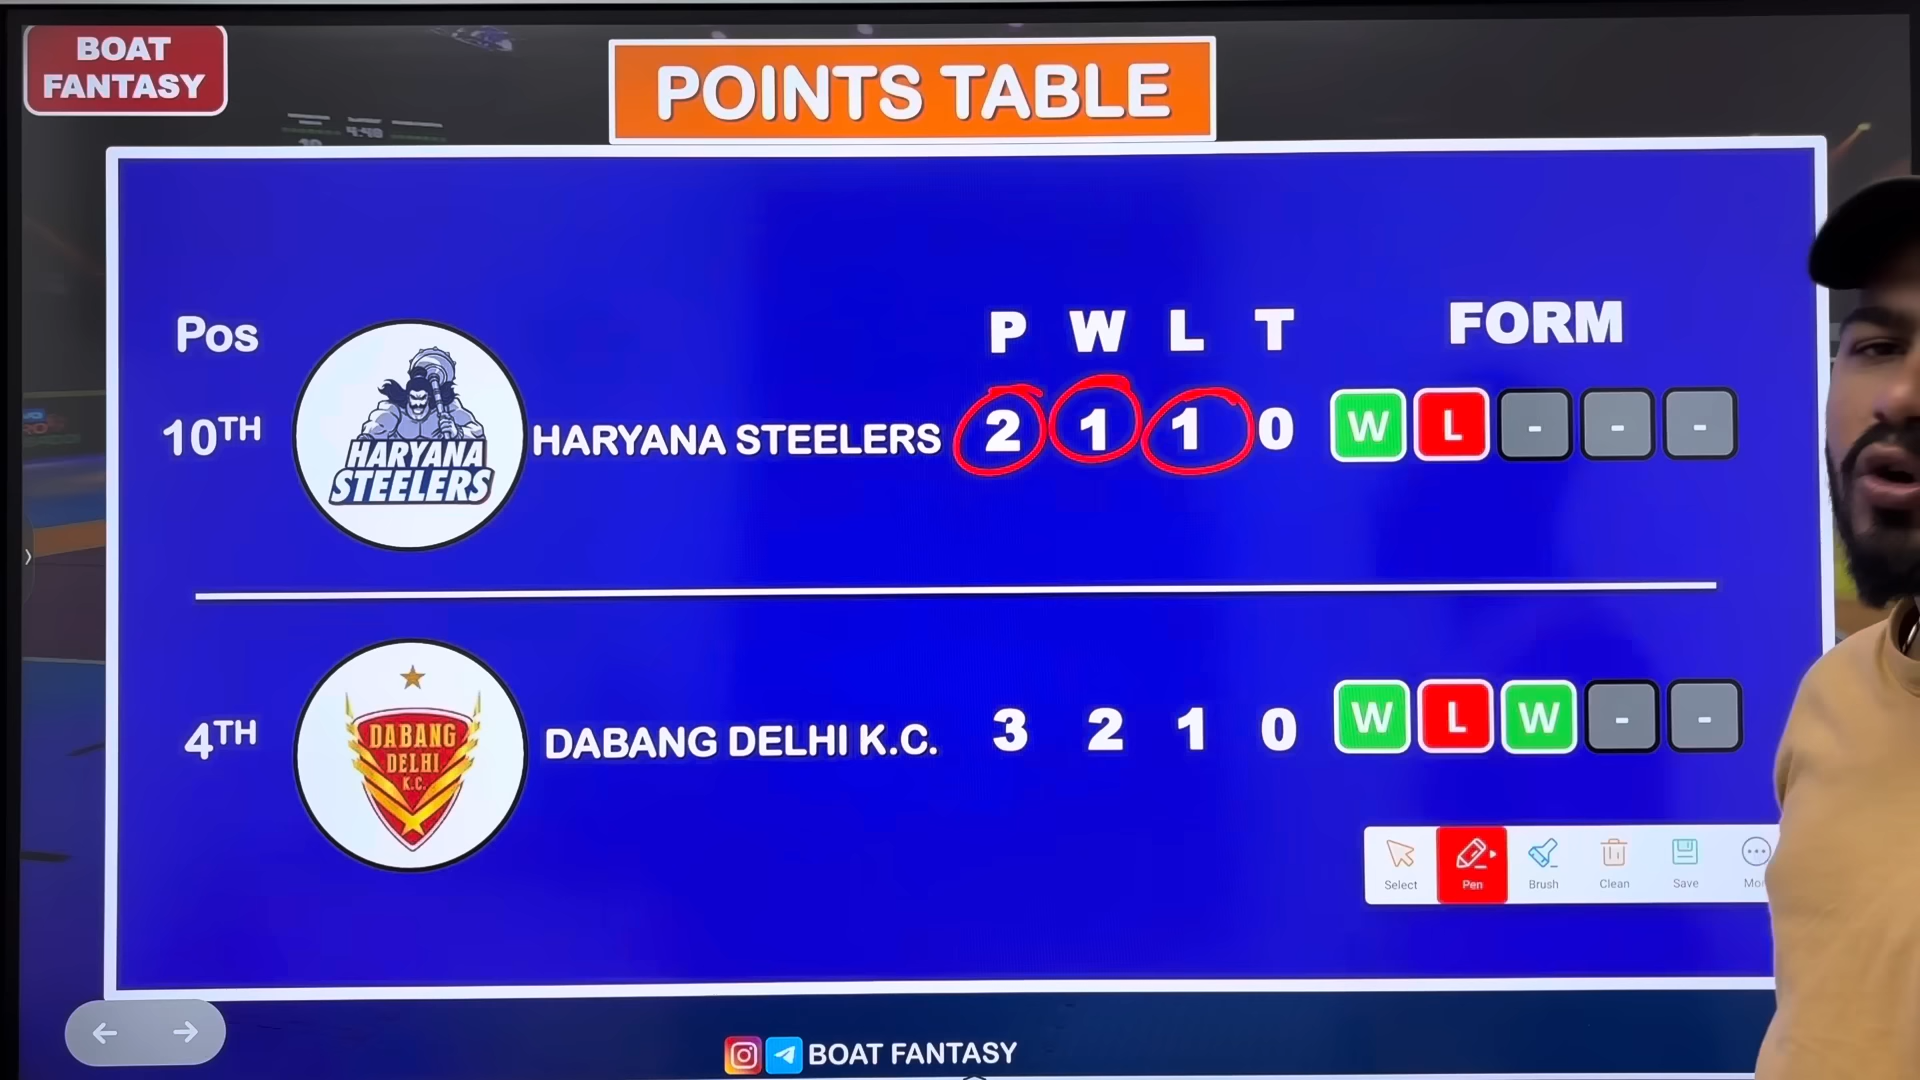 BOAT
FANTASY
POINTS TABLE
Pos P W L T FORM
10TH HARYANA STEELERS HARYANA STEELERS 2 1 1 0 W L - - -
4TH DABANG DELHI K.C. DABANG DELHI K.C. 3 2 1 0 W L W - -
Select Pen Brush Clean Save
BOAT FANTASY